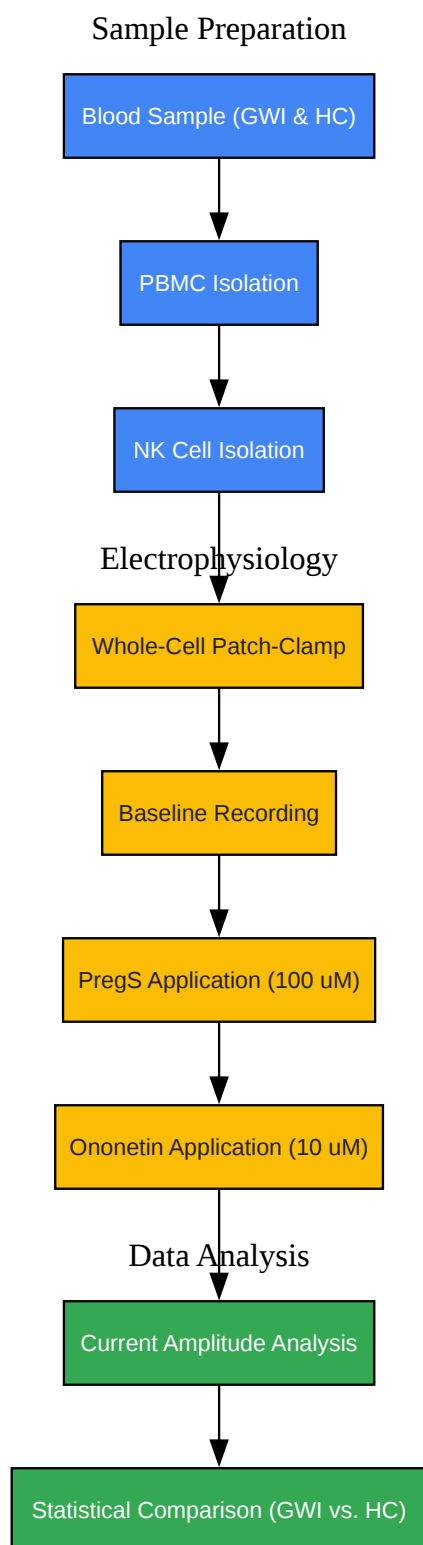 Sample Preparation
Blood Sample (GWI & HC)
PBMC Isolation
NK Cell Isolation
Electrophysiology
Whole-Cell Patch-Clamp
Baseline Recording
PregS Application (100 uM)
Ononetin Application (10 uM)
Data Analysis
Current Amplitude Analysis
Statistical Comparison (GWI vs. HC)